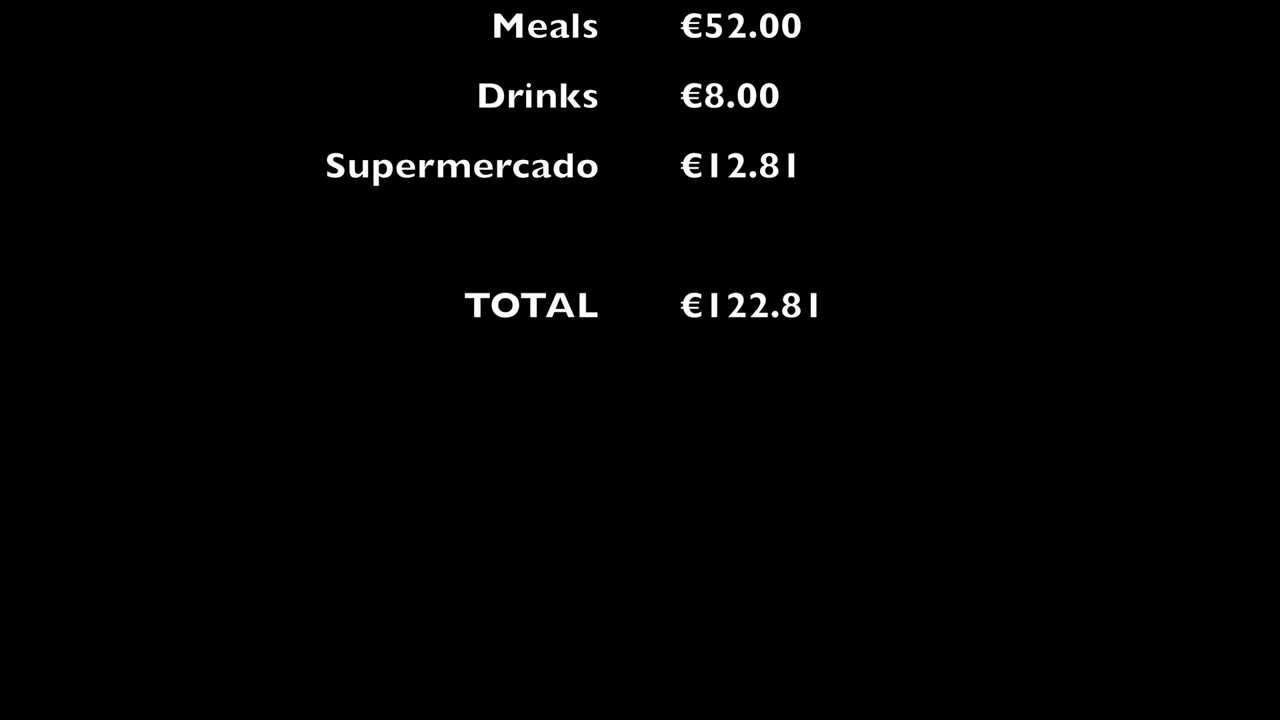 Meals €52.00
Drinks €8.00
Supermercado €12.81
TOTAL €122.81